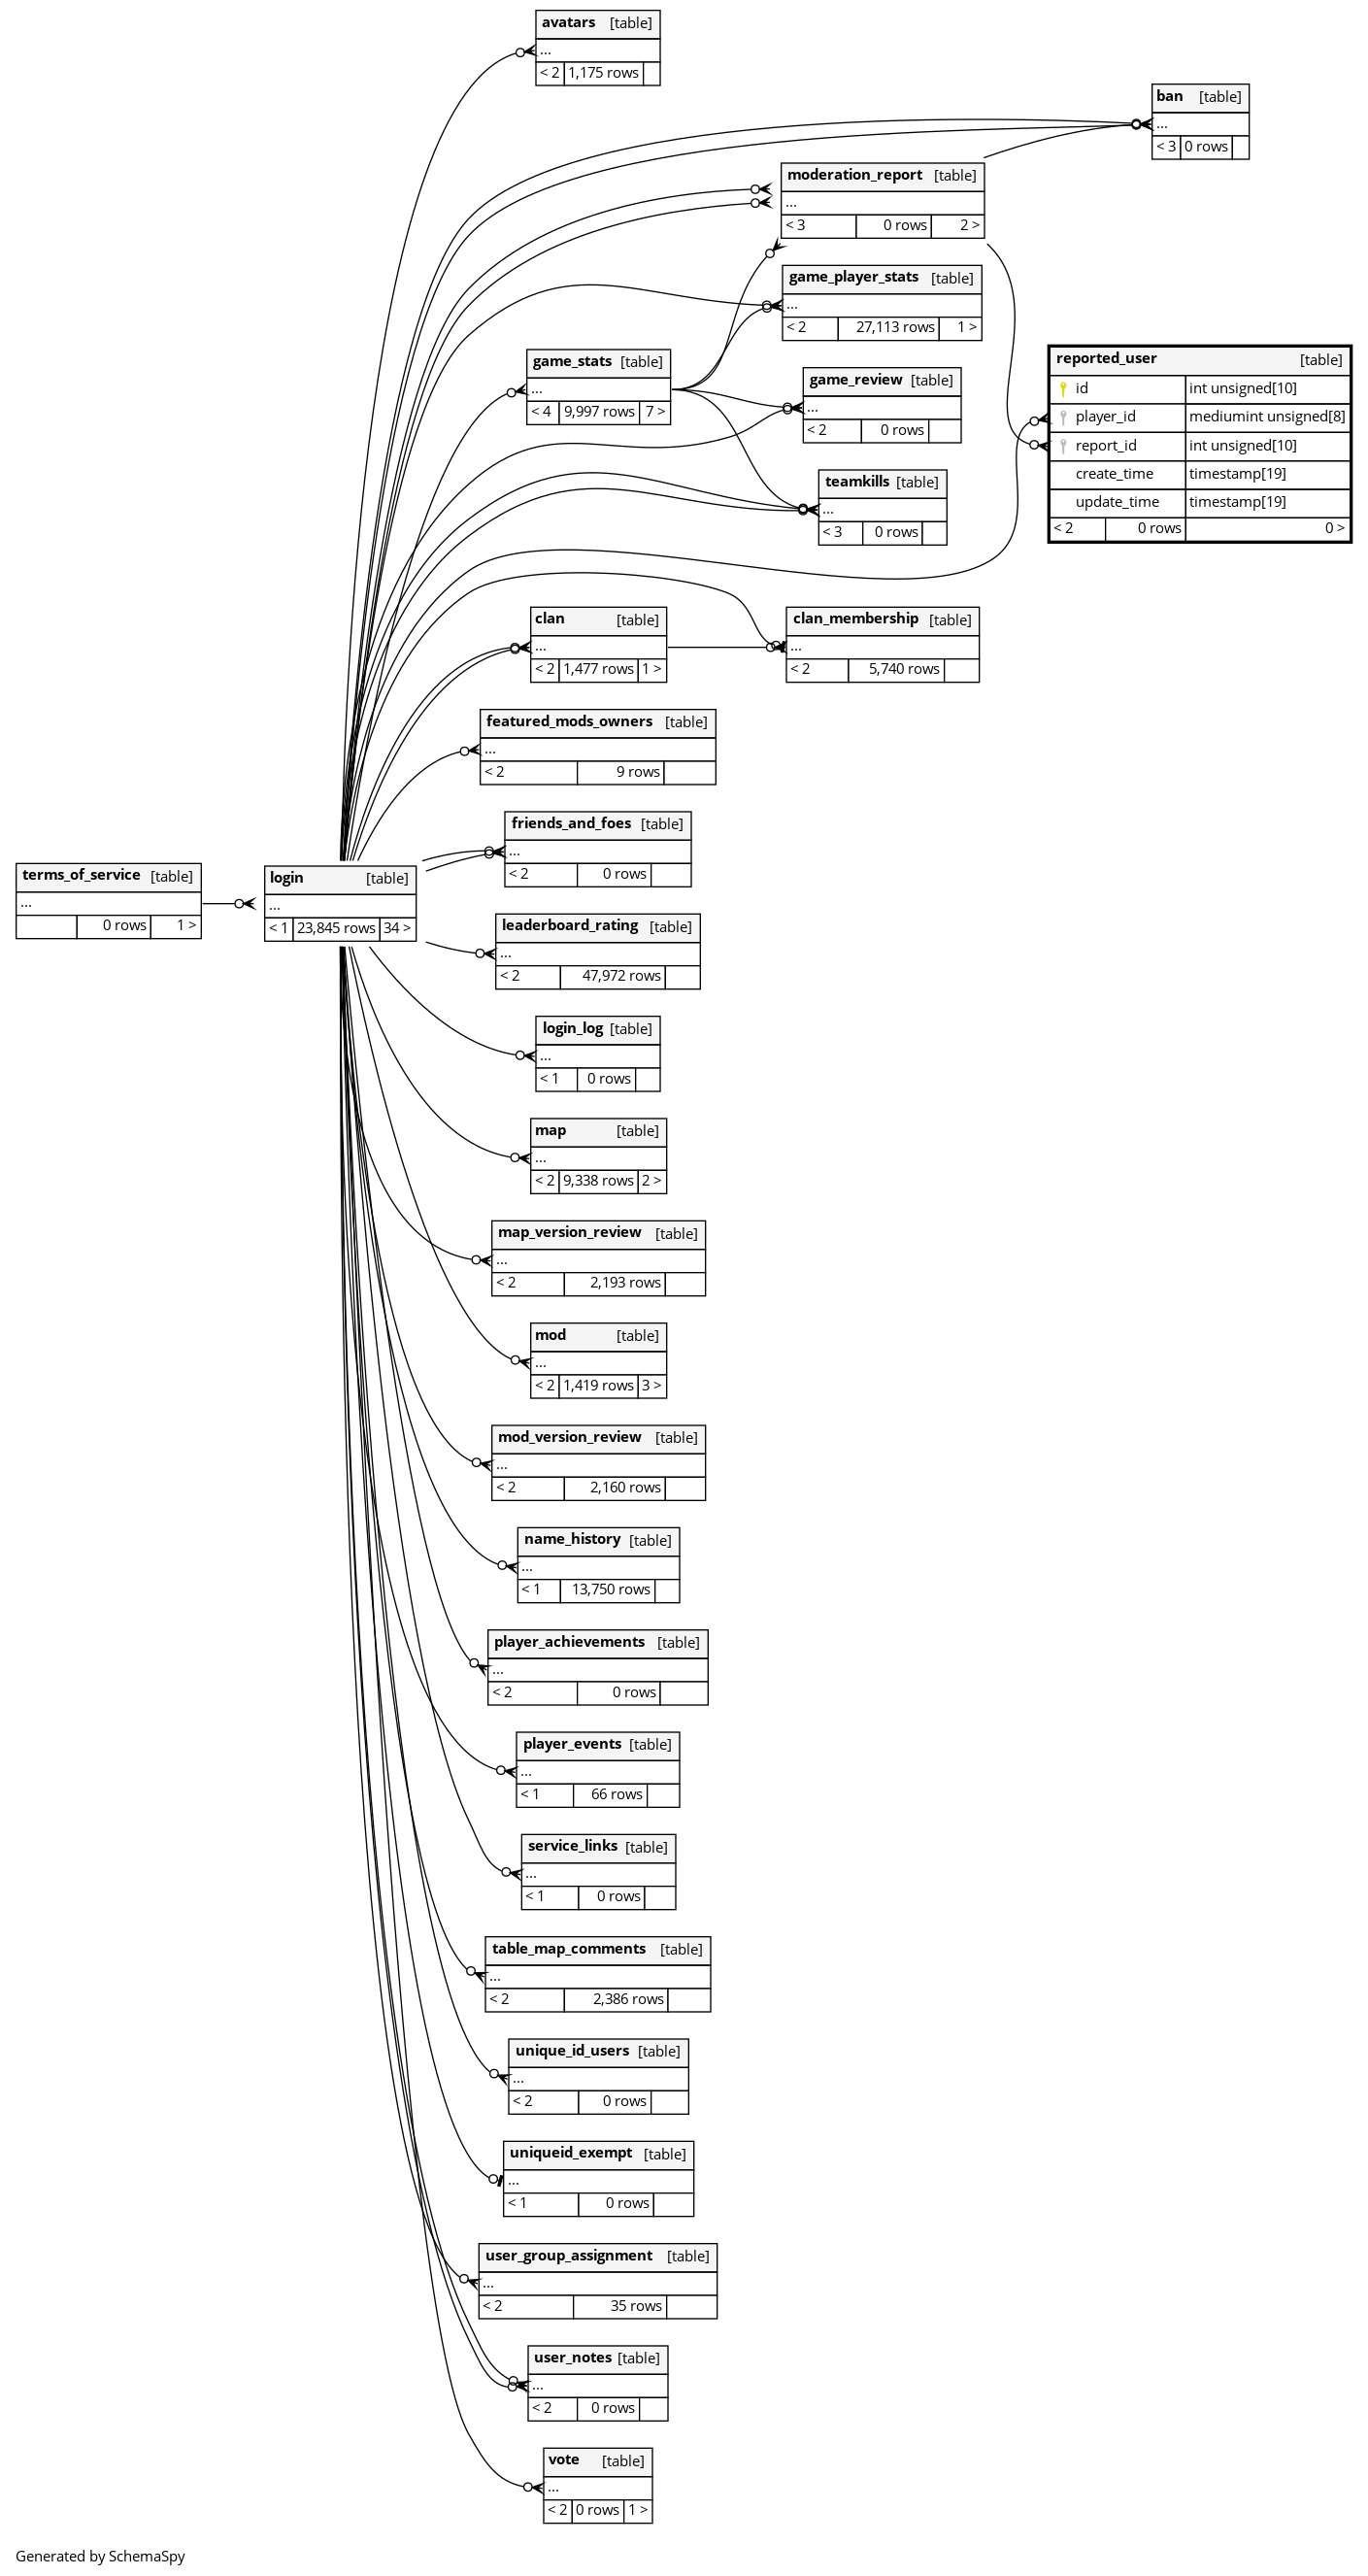 avatars [table]
...
< 2 1,175 rows
ban [table]
...
< 3 0 rows
moderation_report [table]
...
< 3 0 rows 2 >
game_player_stats [table]
...
< 2 27,113 rows 1 >
game_stats [table]
...
< 4 9,997 rows 7 >
reported_user [table]
id int unsigned[10]
player_id mediumint unsigned[8]
report_id int unsigned[10]
create_time timestamp[19]
update_time timestamp[19]
< 2 0 rows 0 >
game_review [table]
...
< 2 0 rows
teamkills [table]
...
< 3 0 rows
clan [table]
...
< 2 1,477 rows 1 >
clan_membership [table]
...
< 2 5,740 rows
featured_mods_owners [table]
...
< 2 9 rows
friends_and_foes [table]
...
< 2 0 rows
terms_of_service [table]
...
0 rows 1 >
login [table]
...
< 1 23,845 rows 34 >
leaderboard_rating [table]
...
< 2 47,972 rows
login_log [table]
...
< 1 0 rows
map [table]
...
< 2 9,338 rows 2 >
map_version_review [table]
...
< 2 2,193 rows
mod [table]
...
< 2 1,419 rows 3 >
mod_version_review [table]
...
< 2 2,160 rows
name_history [table]
...
< 1 13,750 rows
player_achievements [table]
...
< 2 0 rows
player_events [table]
...
< 1 66 rows
service_links [table]
...
< 1 0 rows
table_map_comments [table]
...
< 2 2,386 rows
unique_id_users [table]
...
< 2 0 rows
uniqueid_exempt [table]
...
< 1 0 rows
user_group_assignment [table]
...
< 2 35 rows
user_notes [table]
...
< 2 0 rows
vote [table]
...
< 2 0 rows 1 >
Generated by SchemaSpy